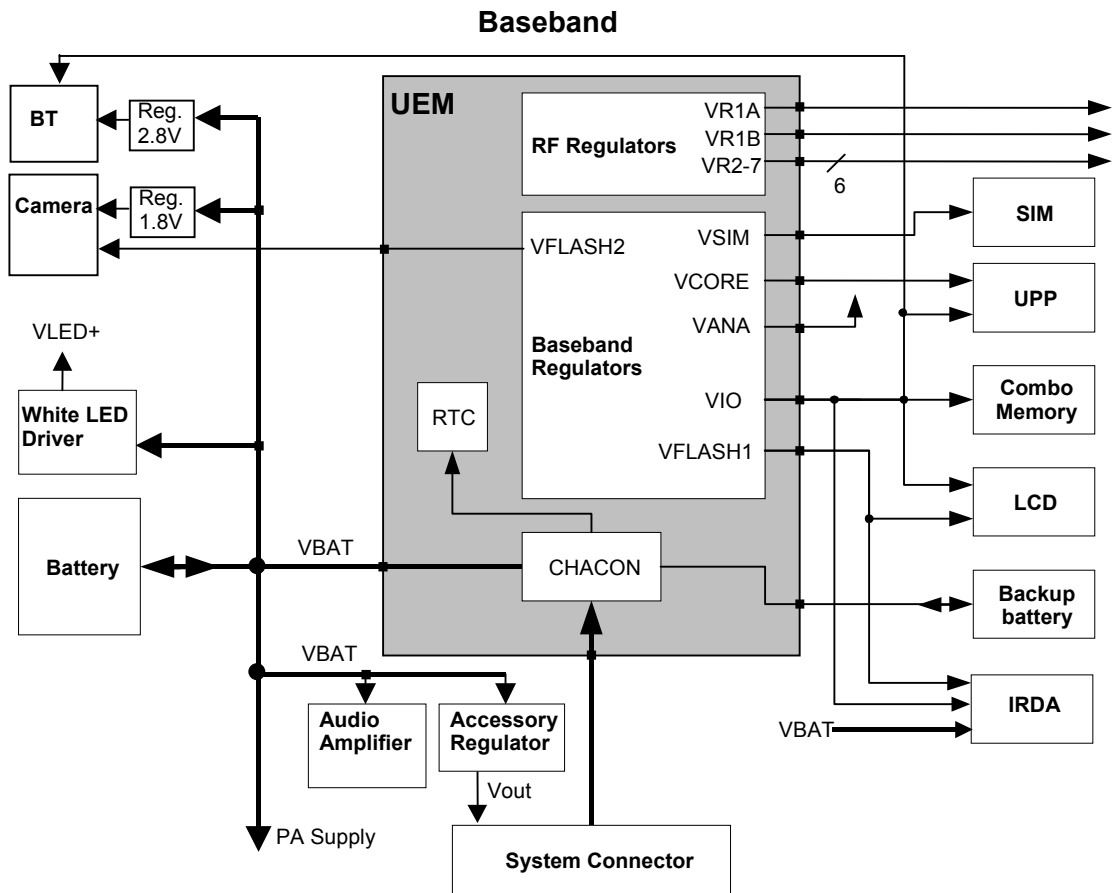 Baseband
UEM
BT
Reg.
2.8V
RF Regulators
VR1A
VR1B
VR2-7
6
Camera
Reg.
1.8V
SIM
VFLASH2
VSIM
VCORE
UPP
VANA
VLED+
Baseband
Regulators
White LED
Driver
RTC
VIO
Combo
Memory
VFLASH1
LCD
Battery
VBAT
CHACON
Backup
battery
VBAT
Audio
Amplifier
Accessory
Regulator
IRDA
VBAT
Vout
PA Supply
System Connector